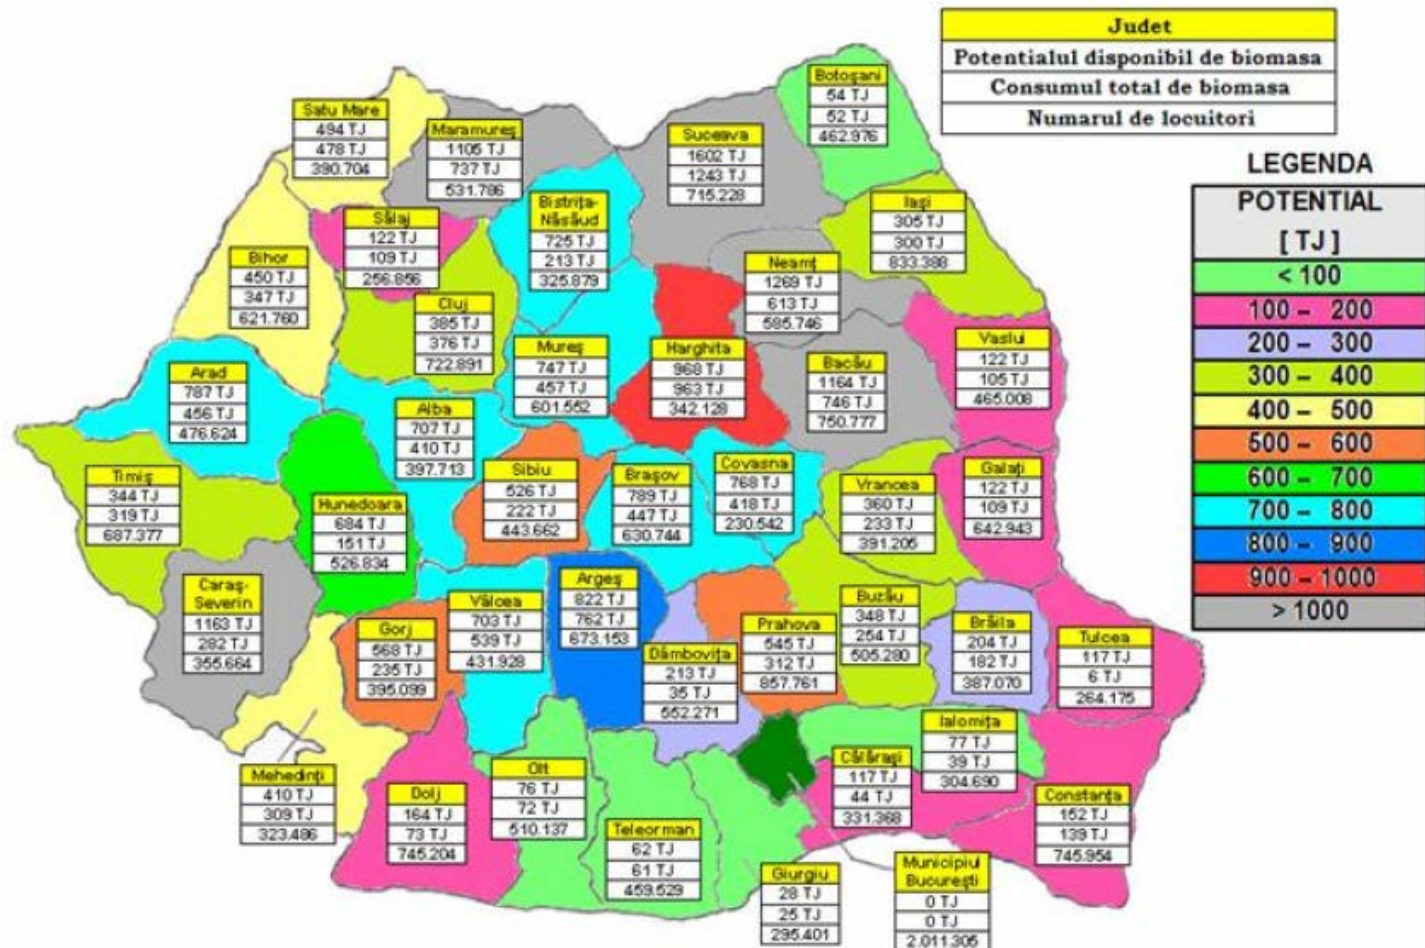 Judet
Potentialul disponibil de biomasa
Consumul total de biomasa
Numarul de locuitori
LEGENDA
POTENTIAL
[ TJ ]
< 100
100 – 200
200 – 300
300 – 400
400 – 500
500 – 600
600 – 700
700 – 800
800 – 900
900 – 1000
> 1000
Botoşani
54 TJ
52 TJ
462.976
Satu Mare
494 TJ
478 TJ
390.704
Maramureş
1105 TJ
737 TJ
531.786
Suceava
1602 TJ
1243 TJ
715.228
Iaşi
305 TJ
300 TJ
833.388
Sălaj
122 TJ
109 TJ
256.856
Bistriţa-
Năsăud
725 TJ
213 TJ
325.879
Bihor
450 TJ
347 TJ
621.760
Neamţ
1269 TJ
613 TJ
585.746
Cluj
385 TJ
376 TJ
722.891
Mureş
747 TJ
457 TJ
601.552
Harghita
968 TJ
963 TJ
342.128
Bacău
1164 TJ
746 TJ
750.777
Vaslui
122 TJ
105 TJ
465.008
Arad
787 TJ
456 TJ
476.624
Alba
707 TJ
410 TJ
397.713
Timiş
344 TJ
319 TJ
687.377
Hunedoara
684 TJ
151 TJ
526.834
Sibiu
526 TJ
222 TJ
443.662
Braşov
789 TJ
447 TJ
630.744
Covasna
768 TJ
418 TJ
230.542
Vrancea
360 TJ
233 TJ
391.205
Galaţi
122 TJ
109 TJ
642.943
Caraş-
Severin
1163 TJ
282 TJ
355.664
Gorj
568 TJ
235 TJ
395.099
Vâlcea
703 TJ
539 TJ
431.928
Argeş
822 TJ
762 TJ
673.153
Dâmboviţa
213 TJ
35 TJ
552.271
Prahova
545 TJ
312 TJ
857.761
Buzău
348 TJ
254 TJ
505.280
Brăila
204 TJ
182 TJ
387.070
Tulcea
117 TJ
6 TJ
264.175
Mehedinţi
410 TJ
309 TJ
323.486
Dolj
164 TJ
73 TJ
745.204
Olt
76 TJ
72 TJ
510.137
Teleorman
62 TJ
61 TJ
459.529
Giurgiu
28 TJ
25 TJ
295.401
Călăraşi
117 TJ
44 TJ
331.368
Ialomiţa
77 TJ
39 TJ
304.690
Constanţa
152 TJ
139 TJ
745.954
Municipiul
Bucureşti
0 TJ
0 TJ
2.011.305